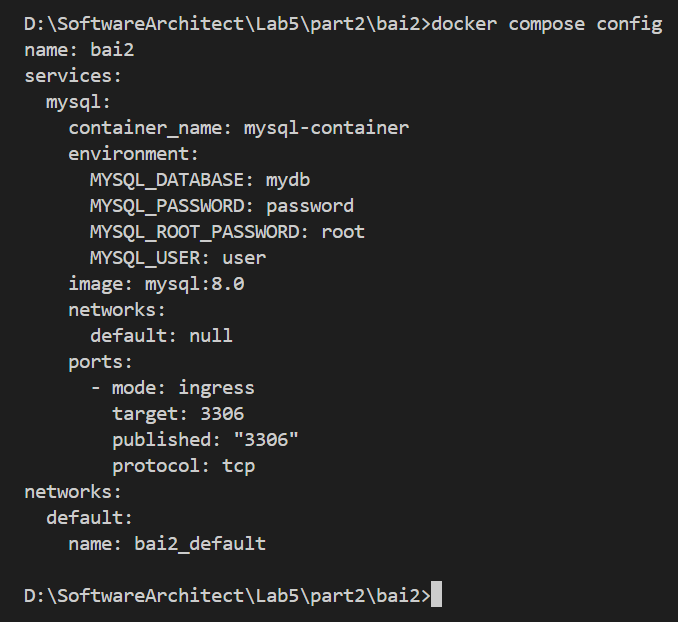 D:\SoftwareArchitect\Lab5\part2\bai2>docker compose config
name: bai2
services:
  mysql:
    container_name: mysql-container
    environment:
      MYSQL_DATABASE: mydb
      MYSQL_PASSWORD: password
      MYSQL_ROOT_PASSWORD: root
      MYSQL_USER: user
    image: mysql:8.0
    networks:
      default: null
    ports:
      - mode: ingress
        target: 3306
        published: "3306"
        protocol: tcp
networks:
  default:
    name: bai2_default
D:\SoftwareArchitect\Lab5\part2\bai2>